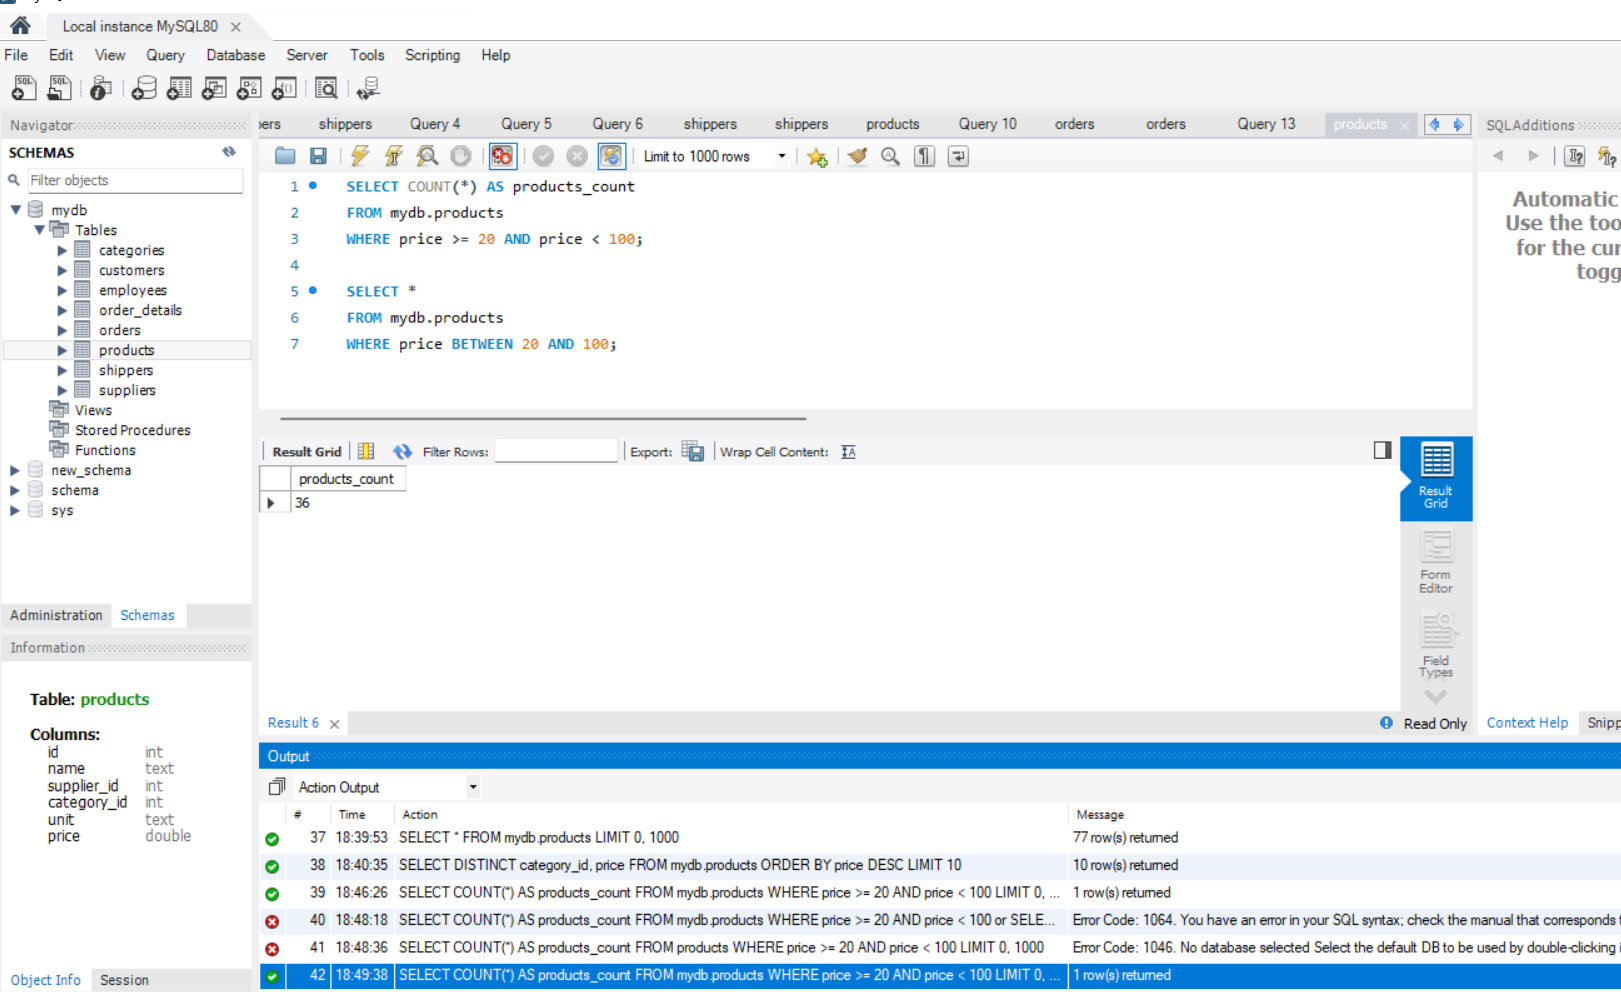 Local instance MySQL80
File Edit View Query Database Server Tools Scripting Help
Navigator
SCHEMAS
Filter objects
mydb
Tables
categories
customers
employees
order_details
orders
products
shippers
suppliers
Views
Stored Procedures
Functions
new_schema
schema
sys
Administration Schemas
Information
Table: products
Columns:
id int
name text
supplier_id int
category_id int
unit text
price double
Object Info Session
pers shippers Query 4 Query 5 Query 6 shippers shippers products Query 10 orders orders Query 13 products
Limit to 1000 rows
1 SELECT COUNT(*) AS products_count
2 FROM mydb.products
3 WHERE price >= 20 AND price < 100;
4
5 SELECT *
6 FROM mydb.products
7 WHERE price BETWEEN 20 AND 100;
Result Grid Filter Rows: Export: Wrap Cell Content:
products_count
36
Result Grid
Form Editor
Field Types
Result 6 Read Only
Output
Action Output
# Time Action Message
37 18:39:53 SELECT * FROM mydb.products LIMIT 0, 1000 77 row(s) returned
38 18:40:35 SELECT DISTINCT category_id, price FROM mydb.products ORDER BY price DESC LIMIT 10 10 row(s) returned
39 18:46:26 SELECT COUNT(*) AS products_count FROM mydb.products WHERE price >= 20 AND price < 100 LIMIT 0, ... 1 row(s) returned
40 18:48:18 SELECT COUNT(*) AS products_count FROM mydb.products WHERE price >= 20 AND price < 100 or SELE... Error Code: 1064. You have an error in your SQL syntax; check the manual that corresponds
41 18:48:36 SELECT COUNT(*) AS products_count FROM products WHERE price >= 20 AND price < 100 LIMIT 0, 1000 Error Code: 1046. No database selected Select the default DB to be used by double-clicking
42 18:49:38 SELECT COUNT(*) AS products_count FROM mydb.products WHERE price >= 20 AND price < 100 LIMIT 0, ... 1 row(s) returned
SQLAdditions
Automatic
Use the too
for the cur
togg
Context Help Snipp